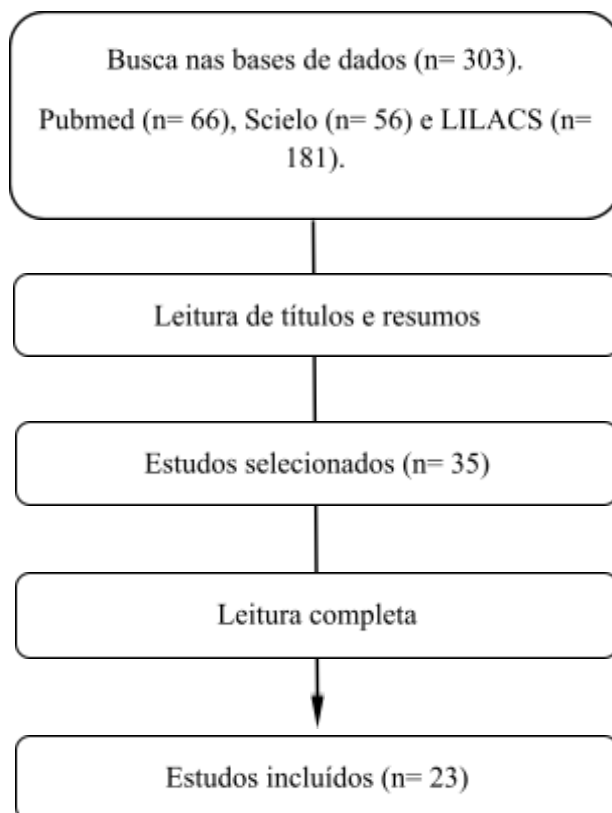 Busca nas bases de dados (n= 303).
Pubmed (n= 66), Scielo (n= 56) e LILACS (n=
181).
Leitura de títulos e resumos
Estudos selecionados (n= 35)
Leitura completa
Estudos incluídos (n= 23)